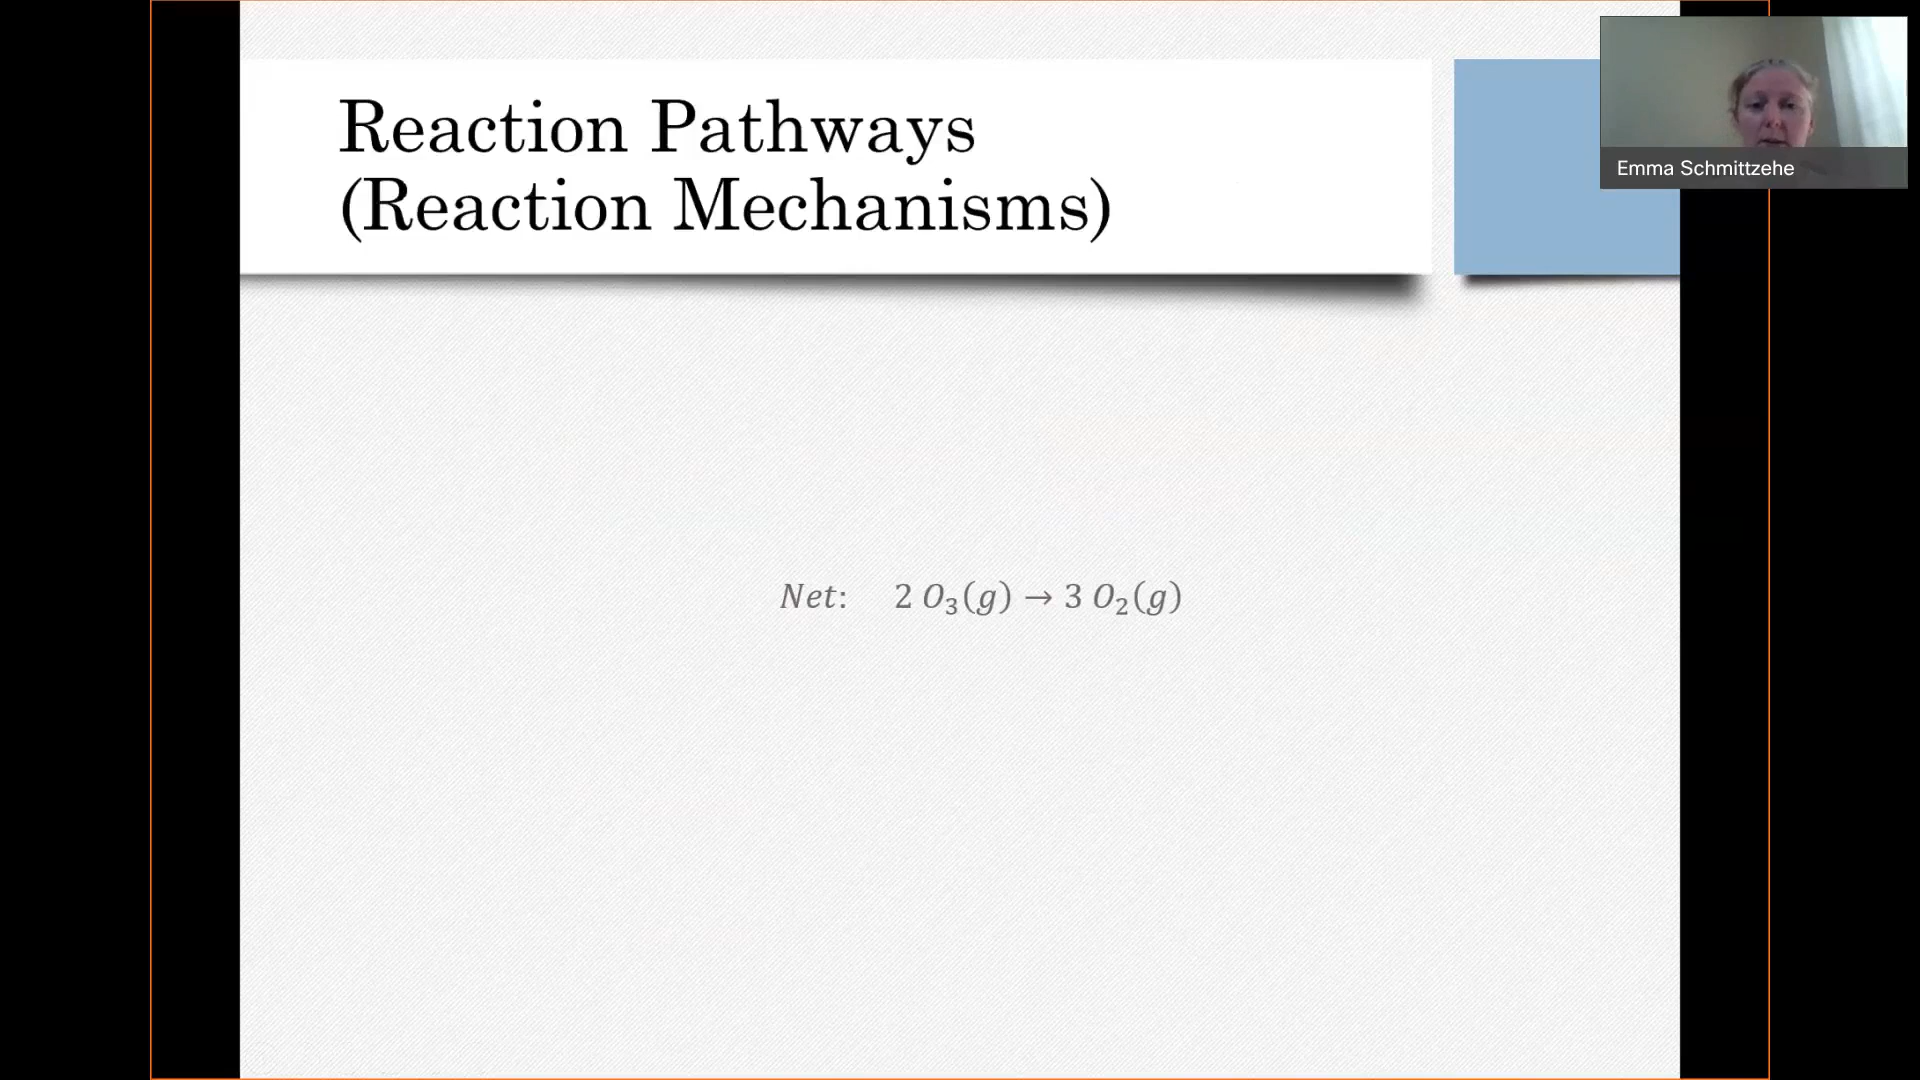 Reaction Pathways
(Reaction Mechanisms)
Emma Schmittzehe
Net: 2 O₃(g) → 3 O₂(g)